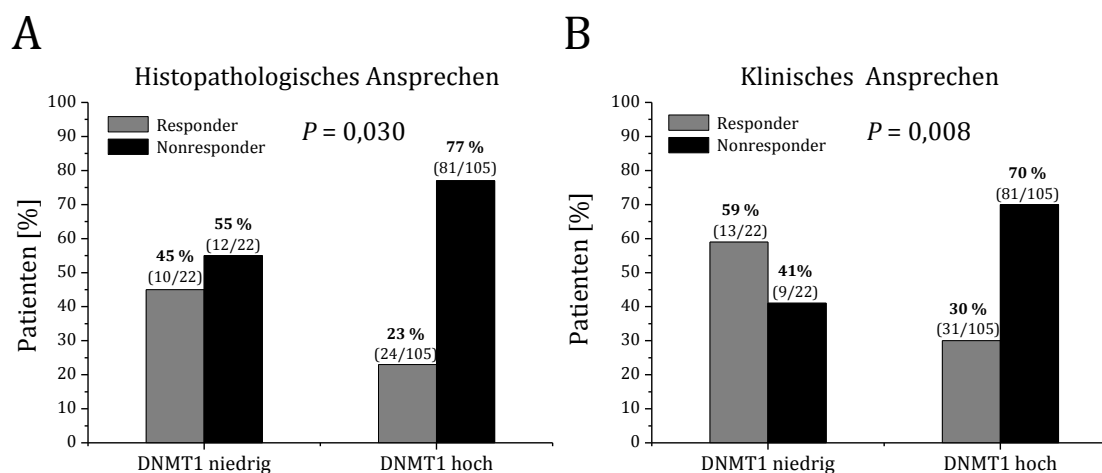 A
Histopathologisches Ansprechen
Patienten [%]
100
90
80
70
60
50
40
30
20
10
0
Responder
Nonresponder
P = 0,030
45 %
(10/22)
55 %
(12/22)
23 %
(24/105)
77 %
(81/105)
DNMT1 niedrig
DNMT1 hoch
B
Klinisches Ansprechen
Patienten [%]
100
90
80
70
60
50
40
30
20
10
0
Responder
Nonresponder
P = 0,008
59 %
(13/22)
41%
(9/22)
30 %
(31/105)
70 %
(81/105)
DNMT1 niedrig
DNMT1 hoch